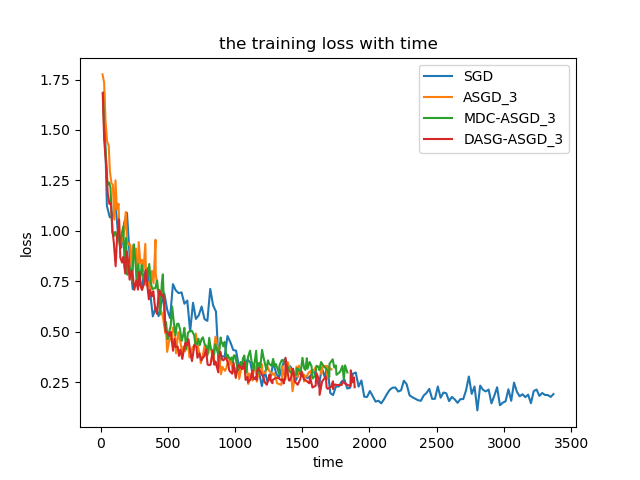 the training loss with time
SGD
ASGD_3
MDC-ASGD_3
DASG-ASGD_3
loss
1.75
1.50
1.25
1.00
0.75
0.50
0.25
0 500 1000 1500 2000 2500 3000 3500
time